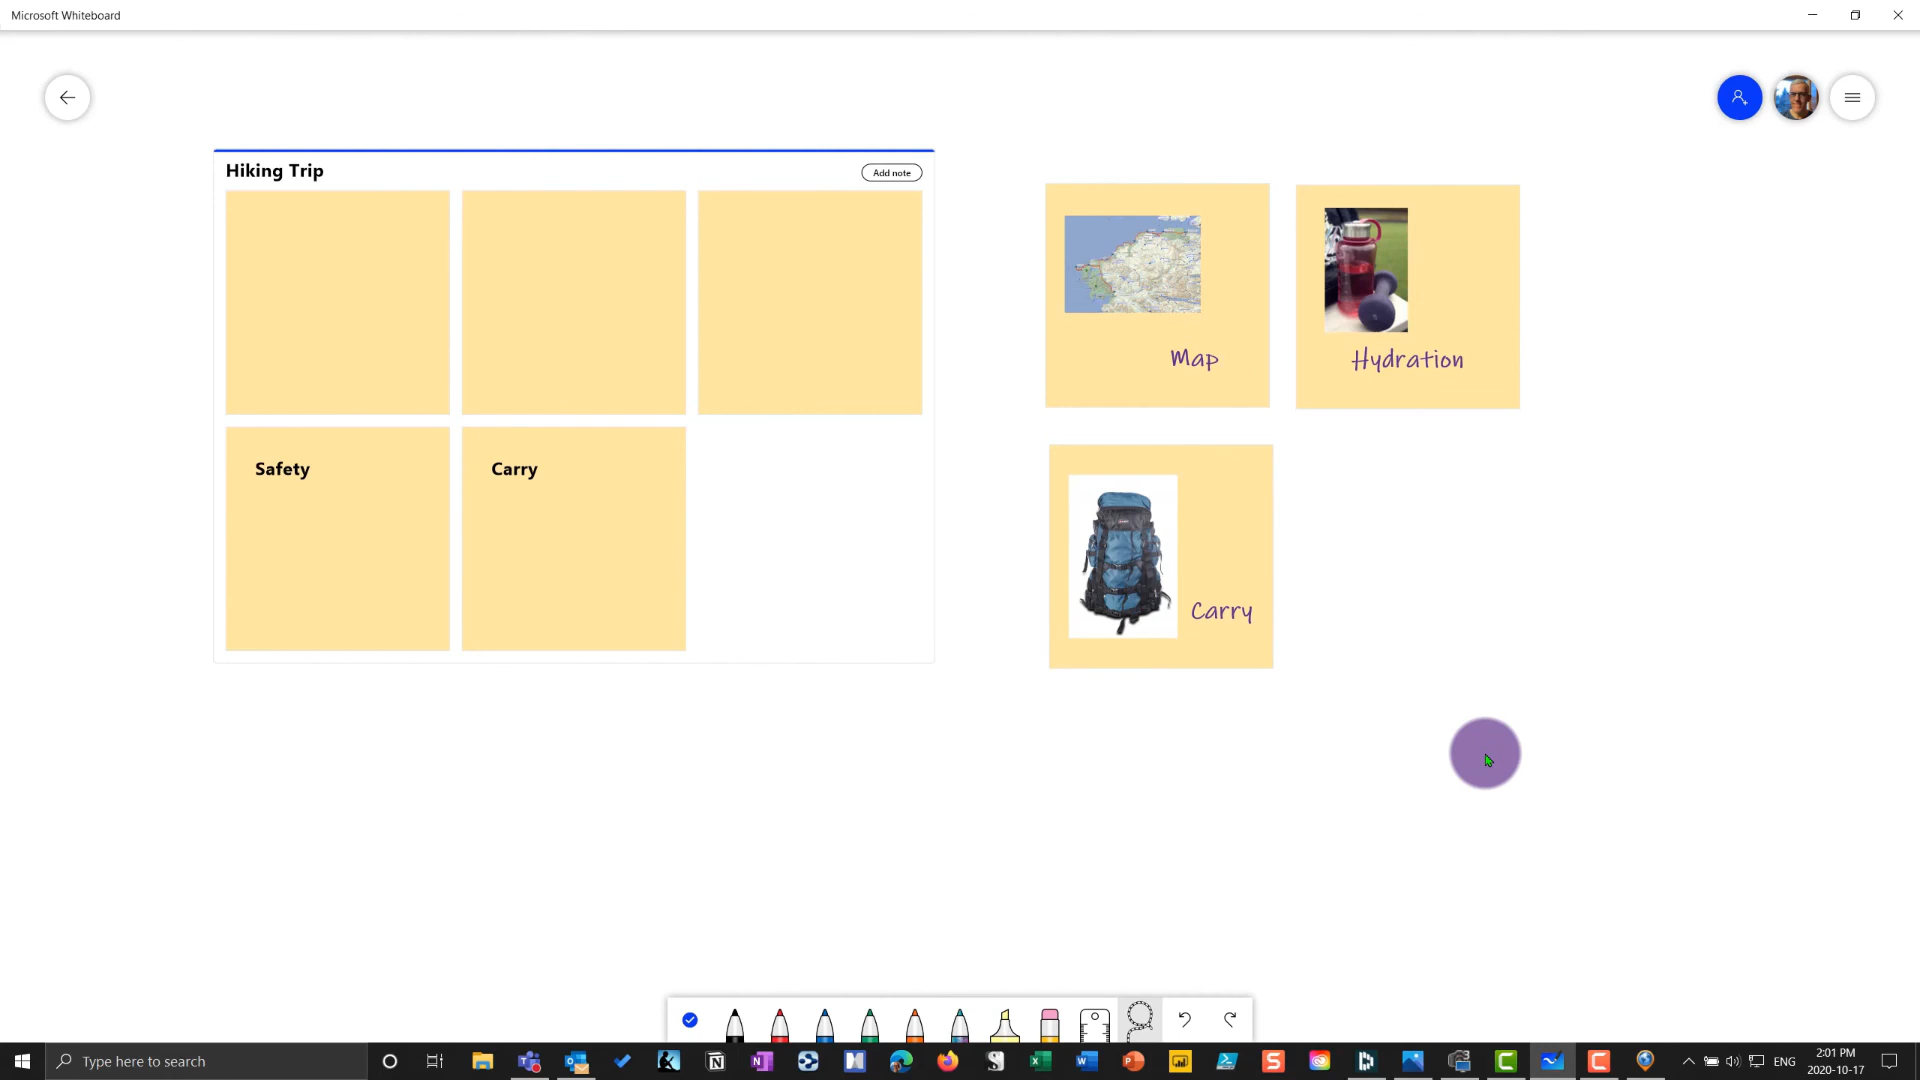 Microsoft Whiteboard
Hiking Trip
Add note
Map
Hydration
Safety
Carry
Carry
Type here to search
ENG
2:01 PM
2020-10-17